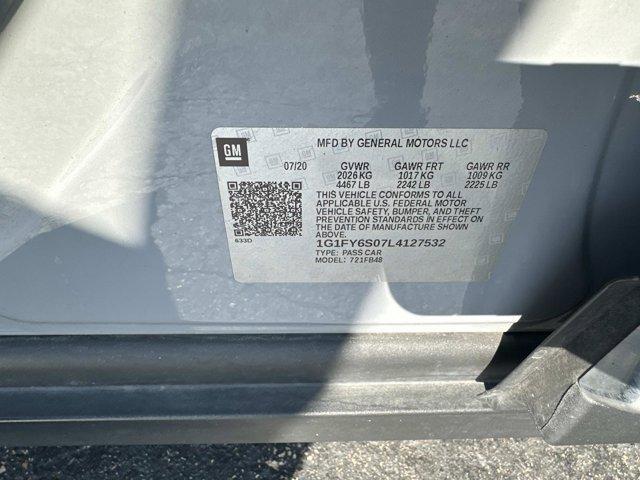 GM
MFD BY GENERAL MOTORS LLC
07/20 GVWR GAWR FRT GAWR RR
2026 KG 1017 KG 1009 KG
4467 LB 2242 LB 2225 LB
THIS VEHICLE CONFORMS TO ALL
APPLICABLE U.S. FEDERAL MOTOR
VEHICLE SAFETY, BUMPER, AND THEFT
PREVENTION STANDARDS IN EFFECT ON
THE DATE OF MANUFACTURE SHOWN
ABOVE.
633D
1G1FY6S07L4127532
TYPE: PASS CAR
MODEL: 721FB48